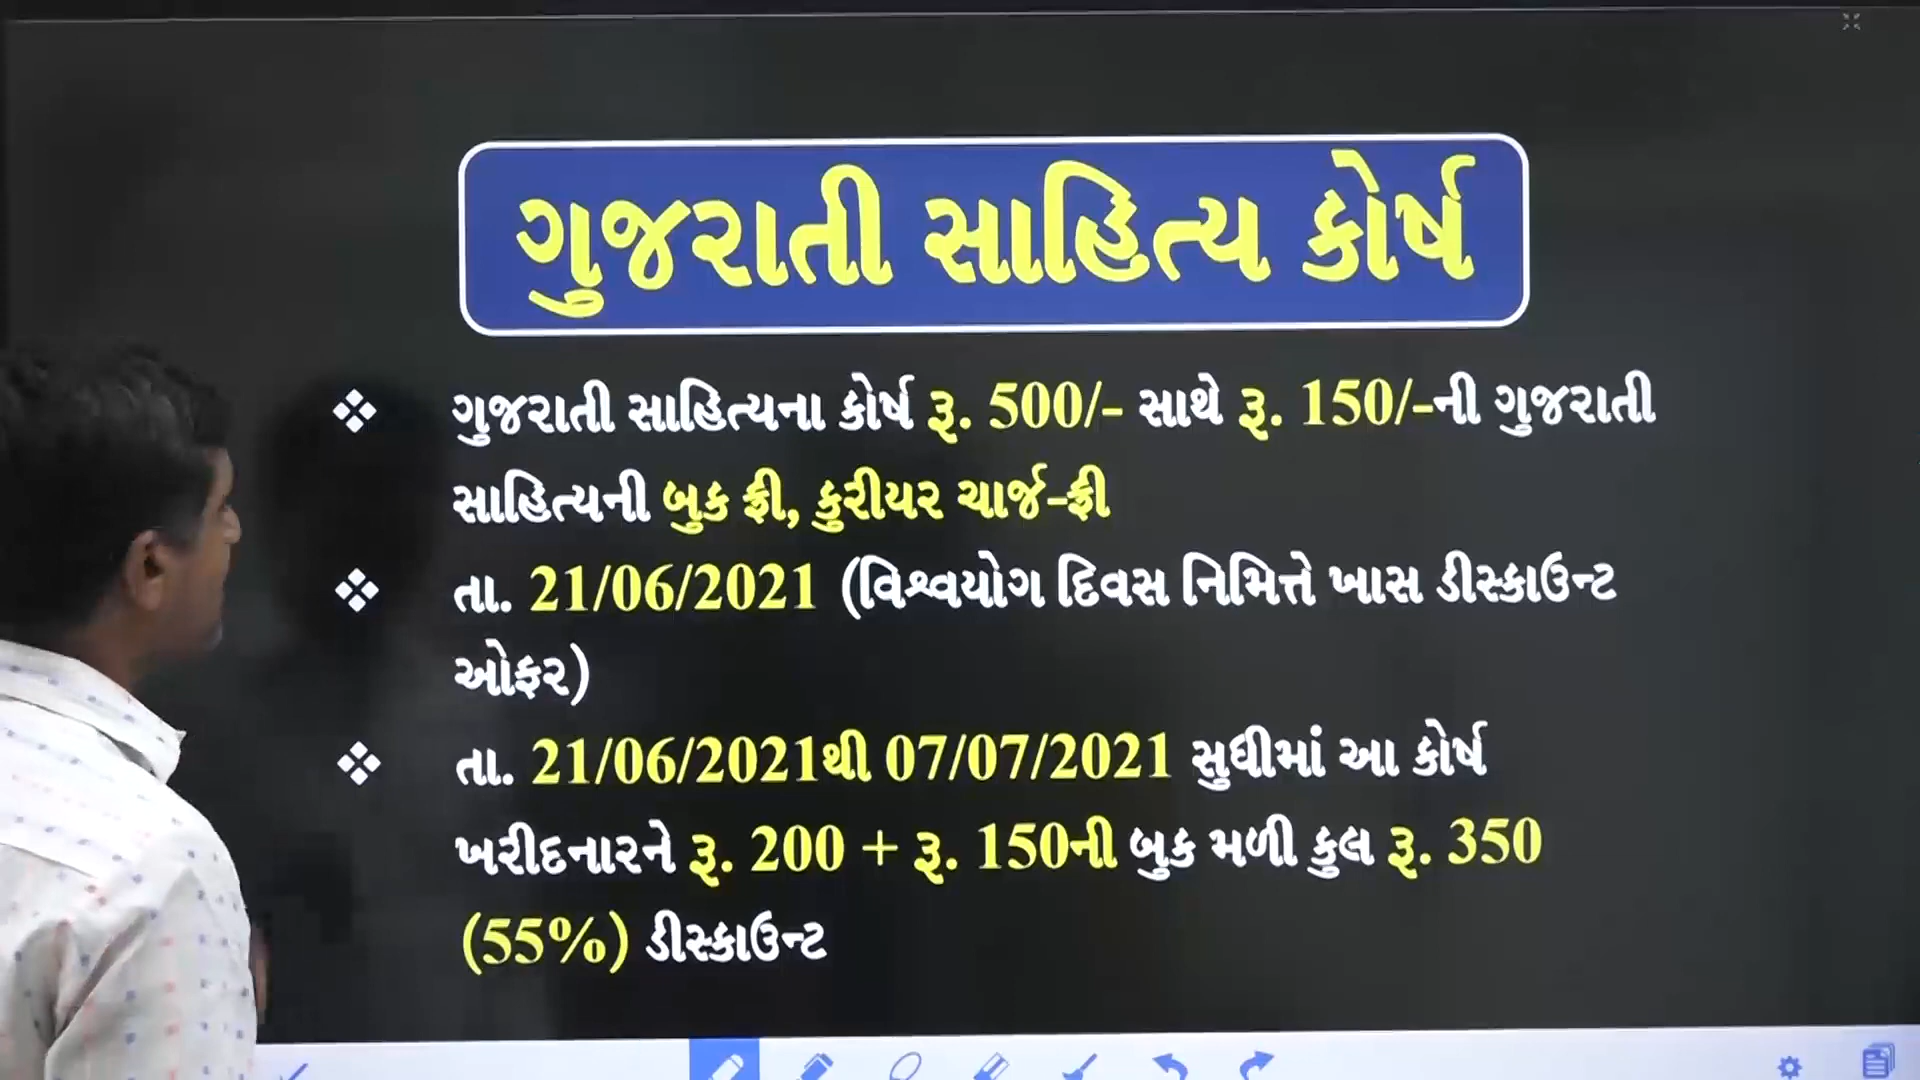 ગુજરાતી સાહિત્ય કોર્ષ
❖ ગુજરાતી સાહિત્યના કોર્ષ રૂ. 500/- સાથે રૂ. 150/-ની ગુજરાતી
સાહિત્યની બુક ફ્રી, કુરીયર ચાર્જ-ફ્રી
❖ તા. 21/06/2021 (વિશ્વયોગ દિવસ નિમિત્તે ખાસ ડીસ્કાઉન્ટ
ઓફર)
❖ તા. 21/06/2021થી 07/07/2021 સુધીમાં આ કોર્ષ
ખરીદનારને રૂ. 200 + રૂ. 150ની બુક મળી કુલ રૂ. 350
(55%) ડીસ્કાઉન્ટ